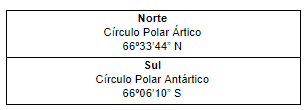 Norte
Círculo Polar Ártico
66º33'44” N
Sul
Círculo Polar Antártico
66º06'10” S